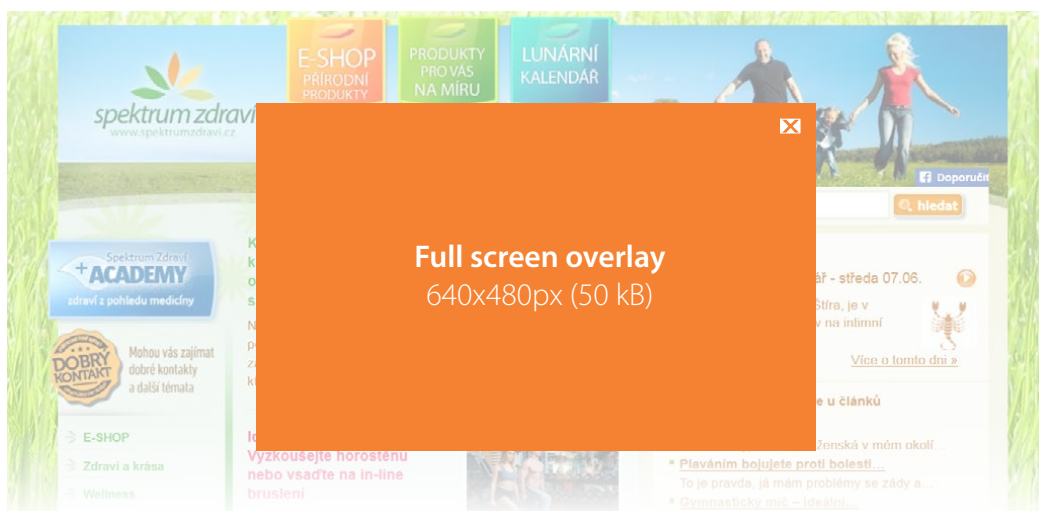 E-SHOP
PŘÍRODNÍ
PRODUKTY
PRODUKTY
PRO VÁS
NA MÍRU
LUNÁRNÍ
KALENDÁŘ
spektrum zdraví
www.spektrumzdravi.cz
Doporučit
hledat
Full screen overlay
640x480px (50 kB)
Spektrum Zdraví
ACADEMY
zdraví z pohledu medicíny
DOBRÝ
KONTAKT
Mohou vás zajímat
dobré kontakty
a další témata
E-SHOP
Zdraví a krása
Wellness
Vyzkoušejte horostěnu
nebo vsaďte na in-line
bruslení
ář - středa 07.06.
Štíra, je v
v na intimní
Více o tomto dni »
e u článků
ženská v mém okolí...
Plaváním bojujete proti bolesti...
To je pravda, já mám problémy se zády a...
Gymnastický míč – ideální...